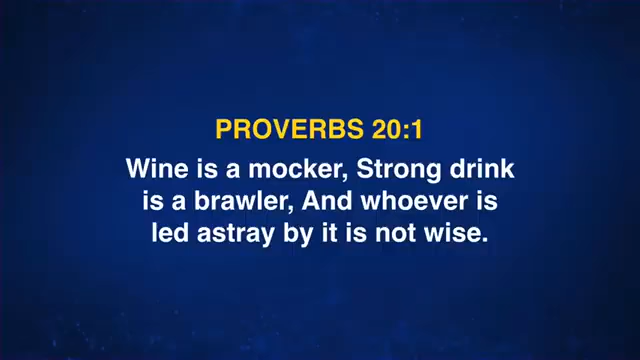 PROVERBS 20:1
Wine is a mocker, Strong drink
is a brawler, And whoever is
led astray by it is not wise.